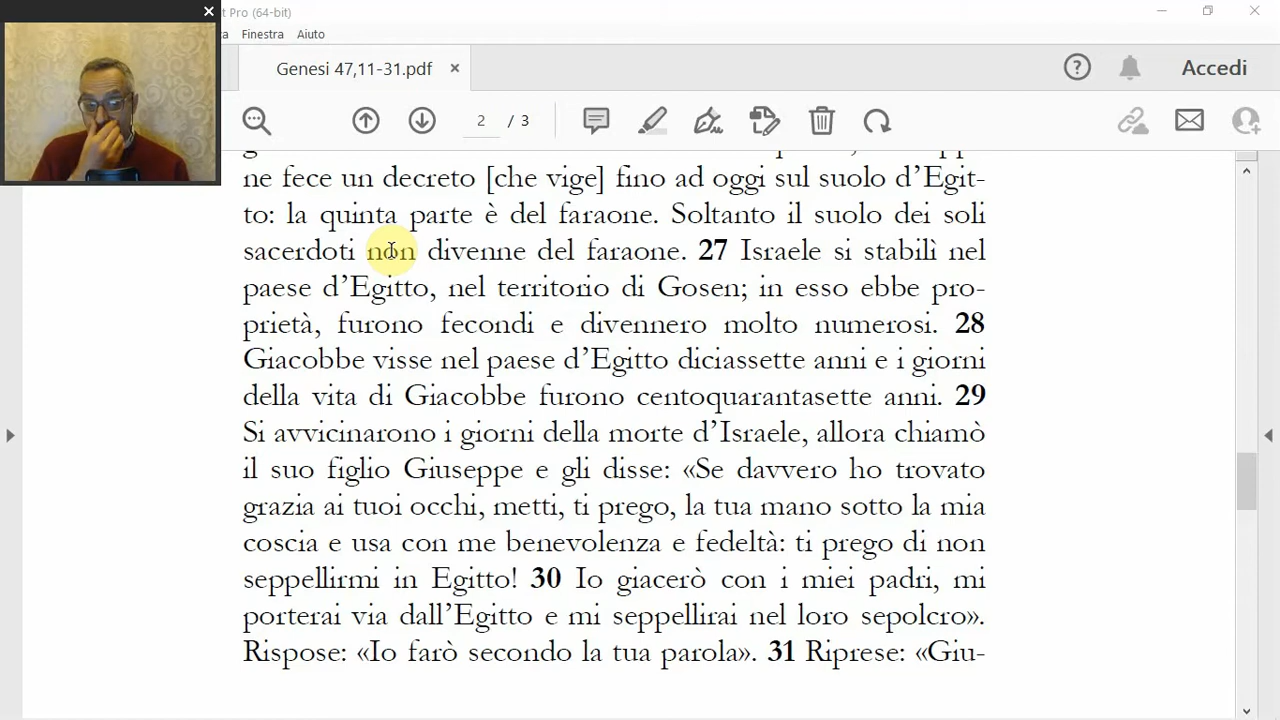 t Pro (64-bit)
Finestra Aiuto
Genesi 47,11-31.pdf
Accedi
2 / 3
ne fece un decreto [che vige] fino ad oggi sul suolo d’Egit-
to: la quinta parte è del faraone. Soltanto il suolo dei soli
sacerdoti non divenne del faraone. 27 Israele si stabilì nel
paese d’Egitto, nel territorio di Gosen; in esso ebbe pro-
prietà, furono fecondi e divennero molto numerosi. 28
Giacobbe visse nel paese d’Egitto diciassette anni e i giorni
della vita di Giacobbe furono centoquarantasette anni. 29
Si avvicinarono i giorni della morte d’Israele, allora chiamò
il suo figlio Giuseppe e gli disse: «Se davvero ho trovato
grazia ai tuoi occhi, metti, ti prego, la tua mano sotto la mia
coscia e usa con me benevolenza e fedeltà: ti prego di non
seppellirmi in Egitto! 30 Io giacerò con i miei padri, mi
porterai via dall’Egitto e mi seppellirai nel loro sepolcro».
Rispose: «Io farò secondo la tua parola». 31 Riprese: «Giu-